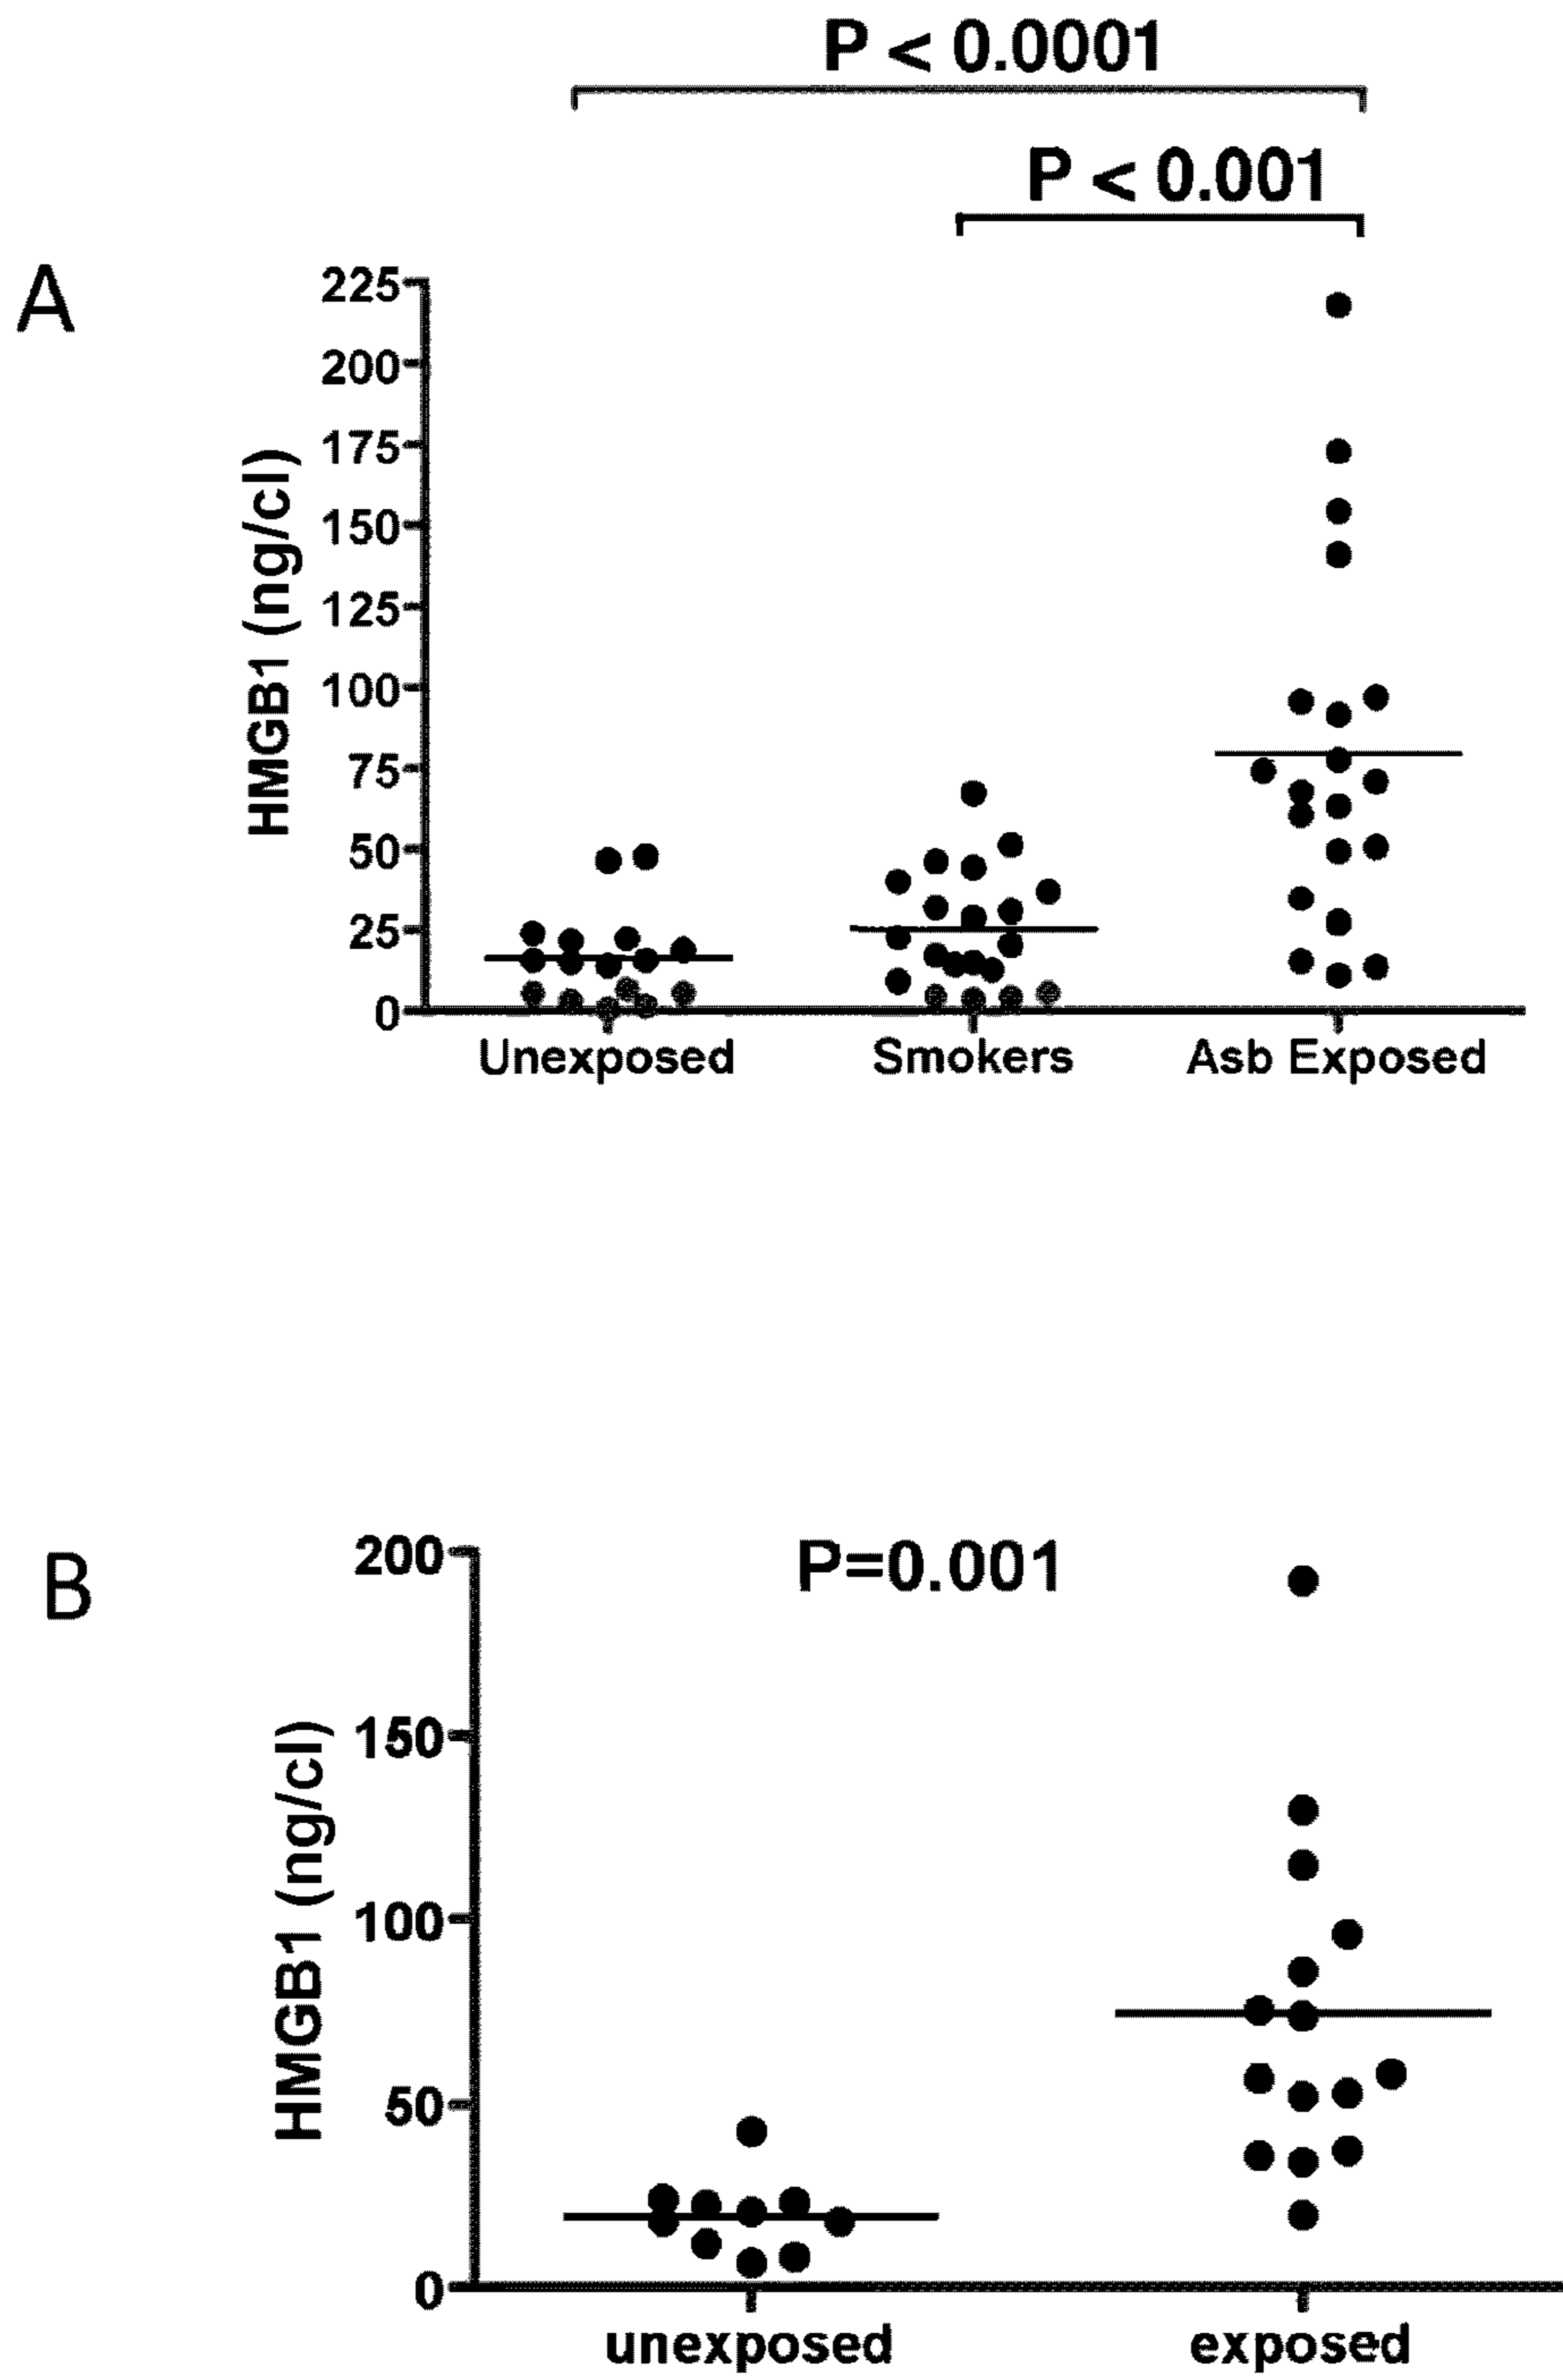 P < 0.0001
P < 0.001
A
225
200
175
150
125
100
75
50
25
0
HMGB1 (ng/cl)
Unexposed Smokers Asb Exposed
B
P=0.001
200
150
100
50
0
HMGB1 (ng/cl)
unexposed exposed